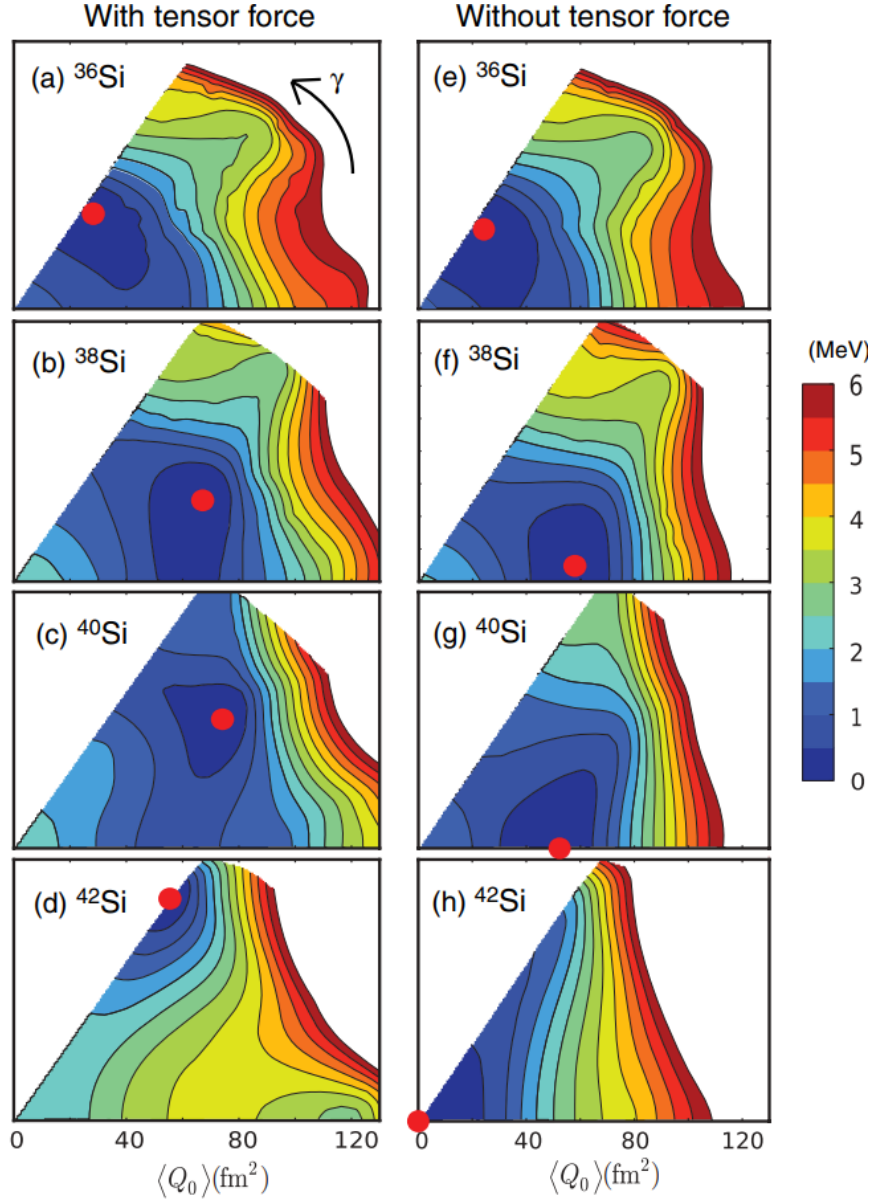 With tensor force Without tensor force
(a) ³⁶Si γ (e) ³⁶Si
(b) ³⁸Si (f) ³⁸Si
(MeV)
6
5
4
3
2
1
0
(c) ⁴⁰Si (g) ⁴⁰Si
(d) ⁴²Si (h) ⁴²Si
0 40 80 120 0 40 80 120
⟨Q₀⟩(fm²) ⟨Q₀⟩(fm²)